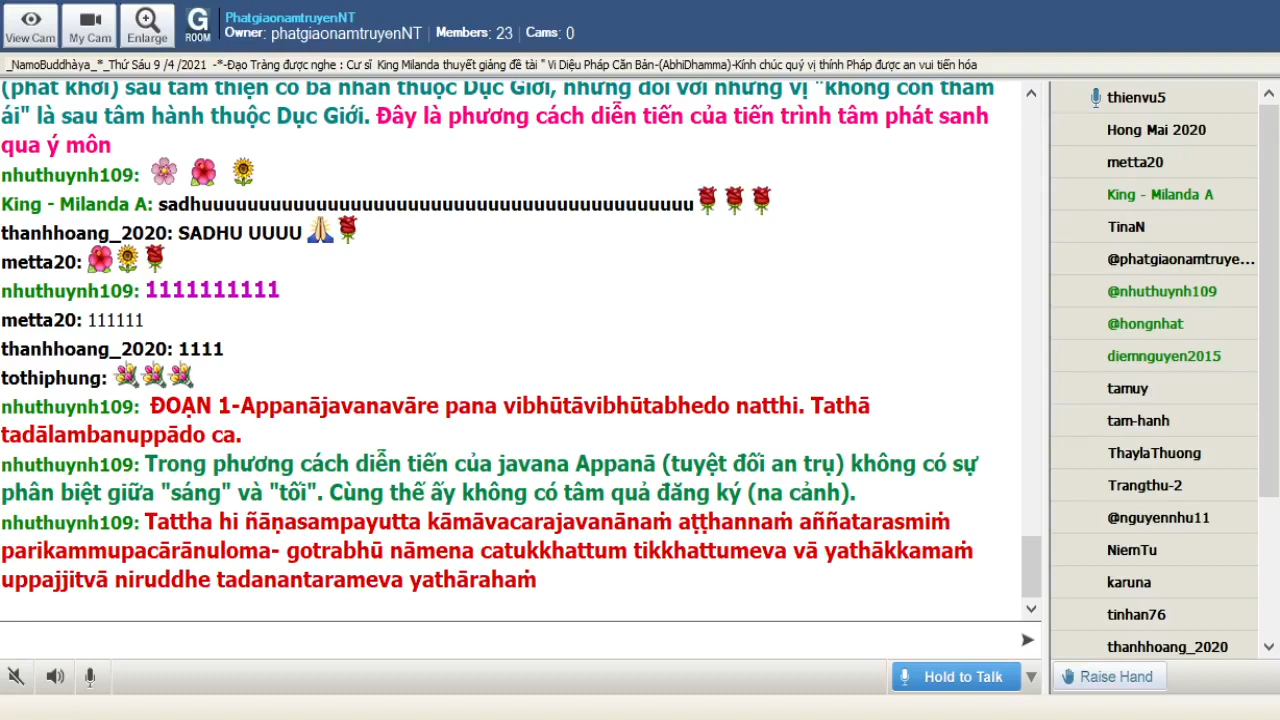 View Cam
My Cam
Enlarge
G
ROOM
PhatgiaonamtruyenNT
Owner: phatgiaonamtruyenNT | Members: 23 | Cams: 0
_NamoBuddhàya_*_Thứ Sáu 9 /4 /2021 -*-Đạo Tràng được nghe : Cư sĩ King Milanda thuyết giảng đề tài " Vi Diệu Pháp Căn Bản-(AbhiDhamma)-Kính chúc quý vị thính Pháp được an vui tiến hóa
(phát khởi) sau tâm thiện có ba nhân thuộc Dục Giới, nhưng đối với những vị "không còn tham
ái" là sau tâm hành thuộc Dục Giới. Đây là phương cách diễn tiến của tiến trình tâm phát sanh
qua ý môn
nhuthuynh109:
King - Milanda A: sadhuuuuuuuuuuuuuuuuuuuuuuuuuuuuuuuuuuuuuuuuuuu
thanhhoang_2020: SADHU UUUU
metta20:
nhuthuynh109: 1111111111
metta20: 111111
thanhhoang_2020: 1111
tothiphung:
nhuthuynh109: ĐOẠN 1-Appanājavanavāre pana vibhūtāvibhūtabhedo natthi. Tathā
tadālambanuppādo ca.
nhuthuynh109: Trong phương cách diễn tiến của javana Appanā (tuyệt đối an trụ) không có sự
phân biệt giữa "sáng" và "tối". Cùng thế ấy không có tâm quả đăng ký (na cảnh).
nhuthuynh109: Tattha hi ñāṇasampayutta kāmāvacarajavanānaṁ aṭṭhannaṁ aññatarasmiṁ
parikammupacārānuloma- gotrabhū nāmena catukkhattum tikkhattumeva vā yathākkamaṁ
uppajjitvā niruddhe tadanantarameva yathārahaṁ
Hold to Talk
thienvu5
Hong Mai 2020
metta20
King - Milanda A
TinaN
@phatgiaonamtruye...
@nhuthuynh109
@hongnhat
diemnguyen2015
tamuy
tam-hanh
ThaylaThuong
Trangthu-2
@nguyennhu11
NiemTu
karuna
tinhan76
thanhhoang_2020
Raise Hand